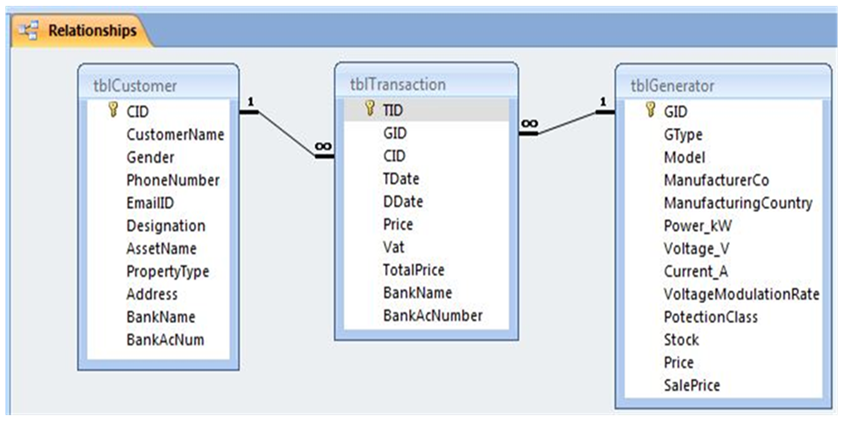 Relationships
tblCustomer
CID
CustomerName
Gender
PhoneNumber
EmailID
Designation
AssetName
PropertyType
Address
BankName
BankAcNum
1
∞
tblTransaction
TID
GID
CID
TDate
DDate
Price
Vat
TotalPrice
BankName
BankAcNumber
∞
1
tblGenerator
GID
GType
Model
ManufacturerCo
ManufacturingCountry
Power_kW
Voltage_V
Current_A
VoltageModulationRate
PotectionClass
Stock
Price
SalePrice